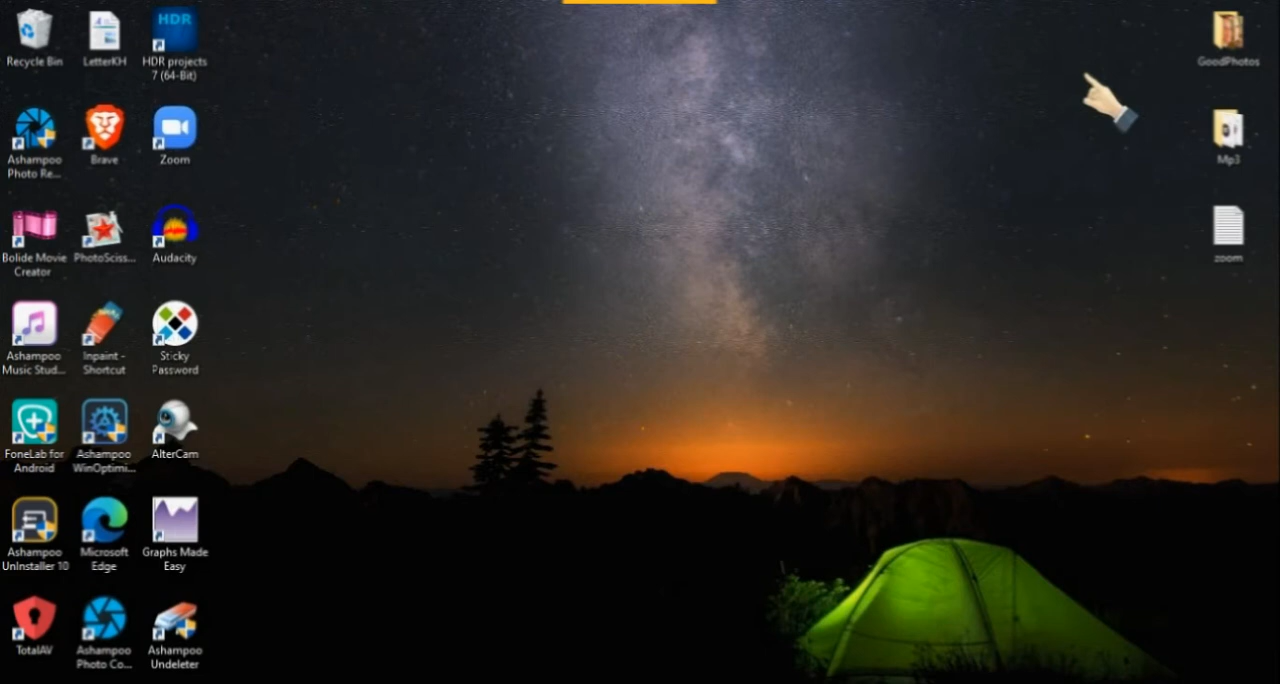 Recycle Bin
LetterKH
HDR
HDR projects
7 (64-Bit)
GoodPhotos
Ashampoo
Photo Re...
Brave
Zoom
Mp3
Bolide Movie
Creator
PhotoSciss...
Audacity
zoom
Ashampoo
Music Stud...
Inpaint -
Shortcut
Sticky
Password
FoneLab for
Android
Ashampoo
WinOptimi...
AlterCam
Ashampoo
UnInstaller 10
Microsoft
Edge
Graphs Made
Easy
TotalAV
Ashampoo
Photo Co...
Ashampoo
Undeleter